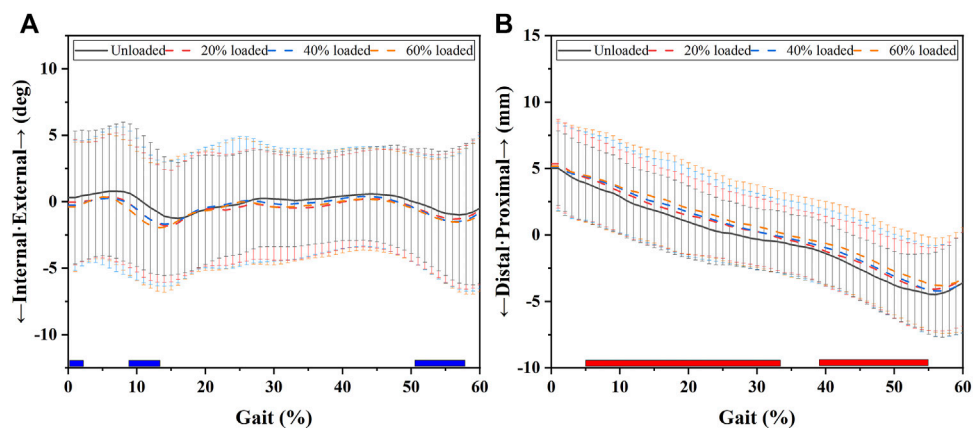 A
Unloaded 20% loaded 40% loaded 60% loaded
←Internal·External→ (deg)
10
5
0
-5
-10
0 10 20 30 40 50 60
Gait (%)
B
Unloaded 20% loaded 40% loaded 60% loaded
←Distal·Proximal→ (mm)
15
10
5
0
-5
-10
0 10 20 30 40 50 60
Gait (%)